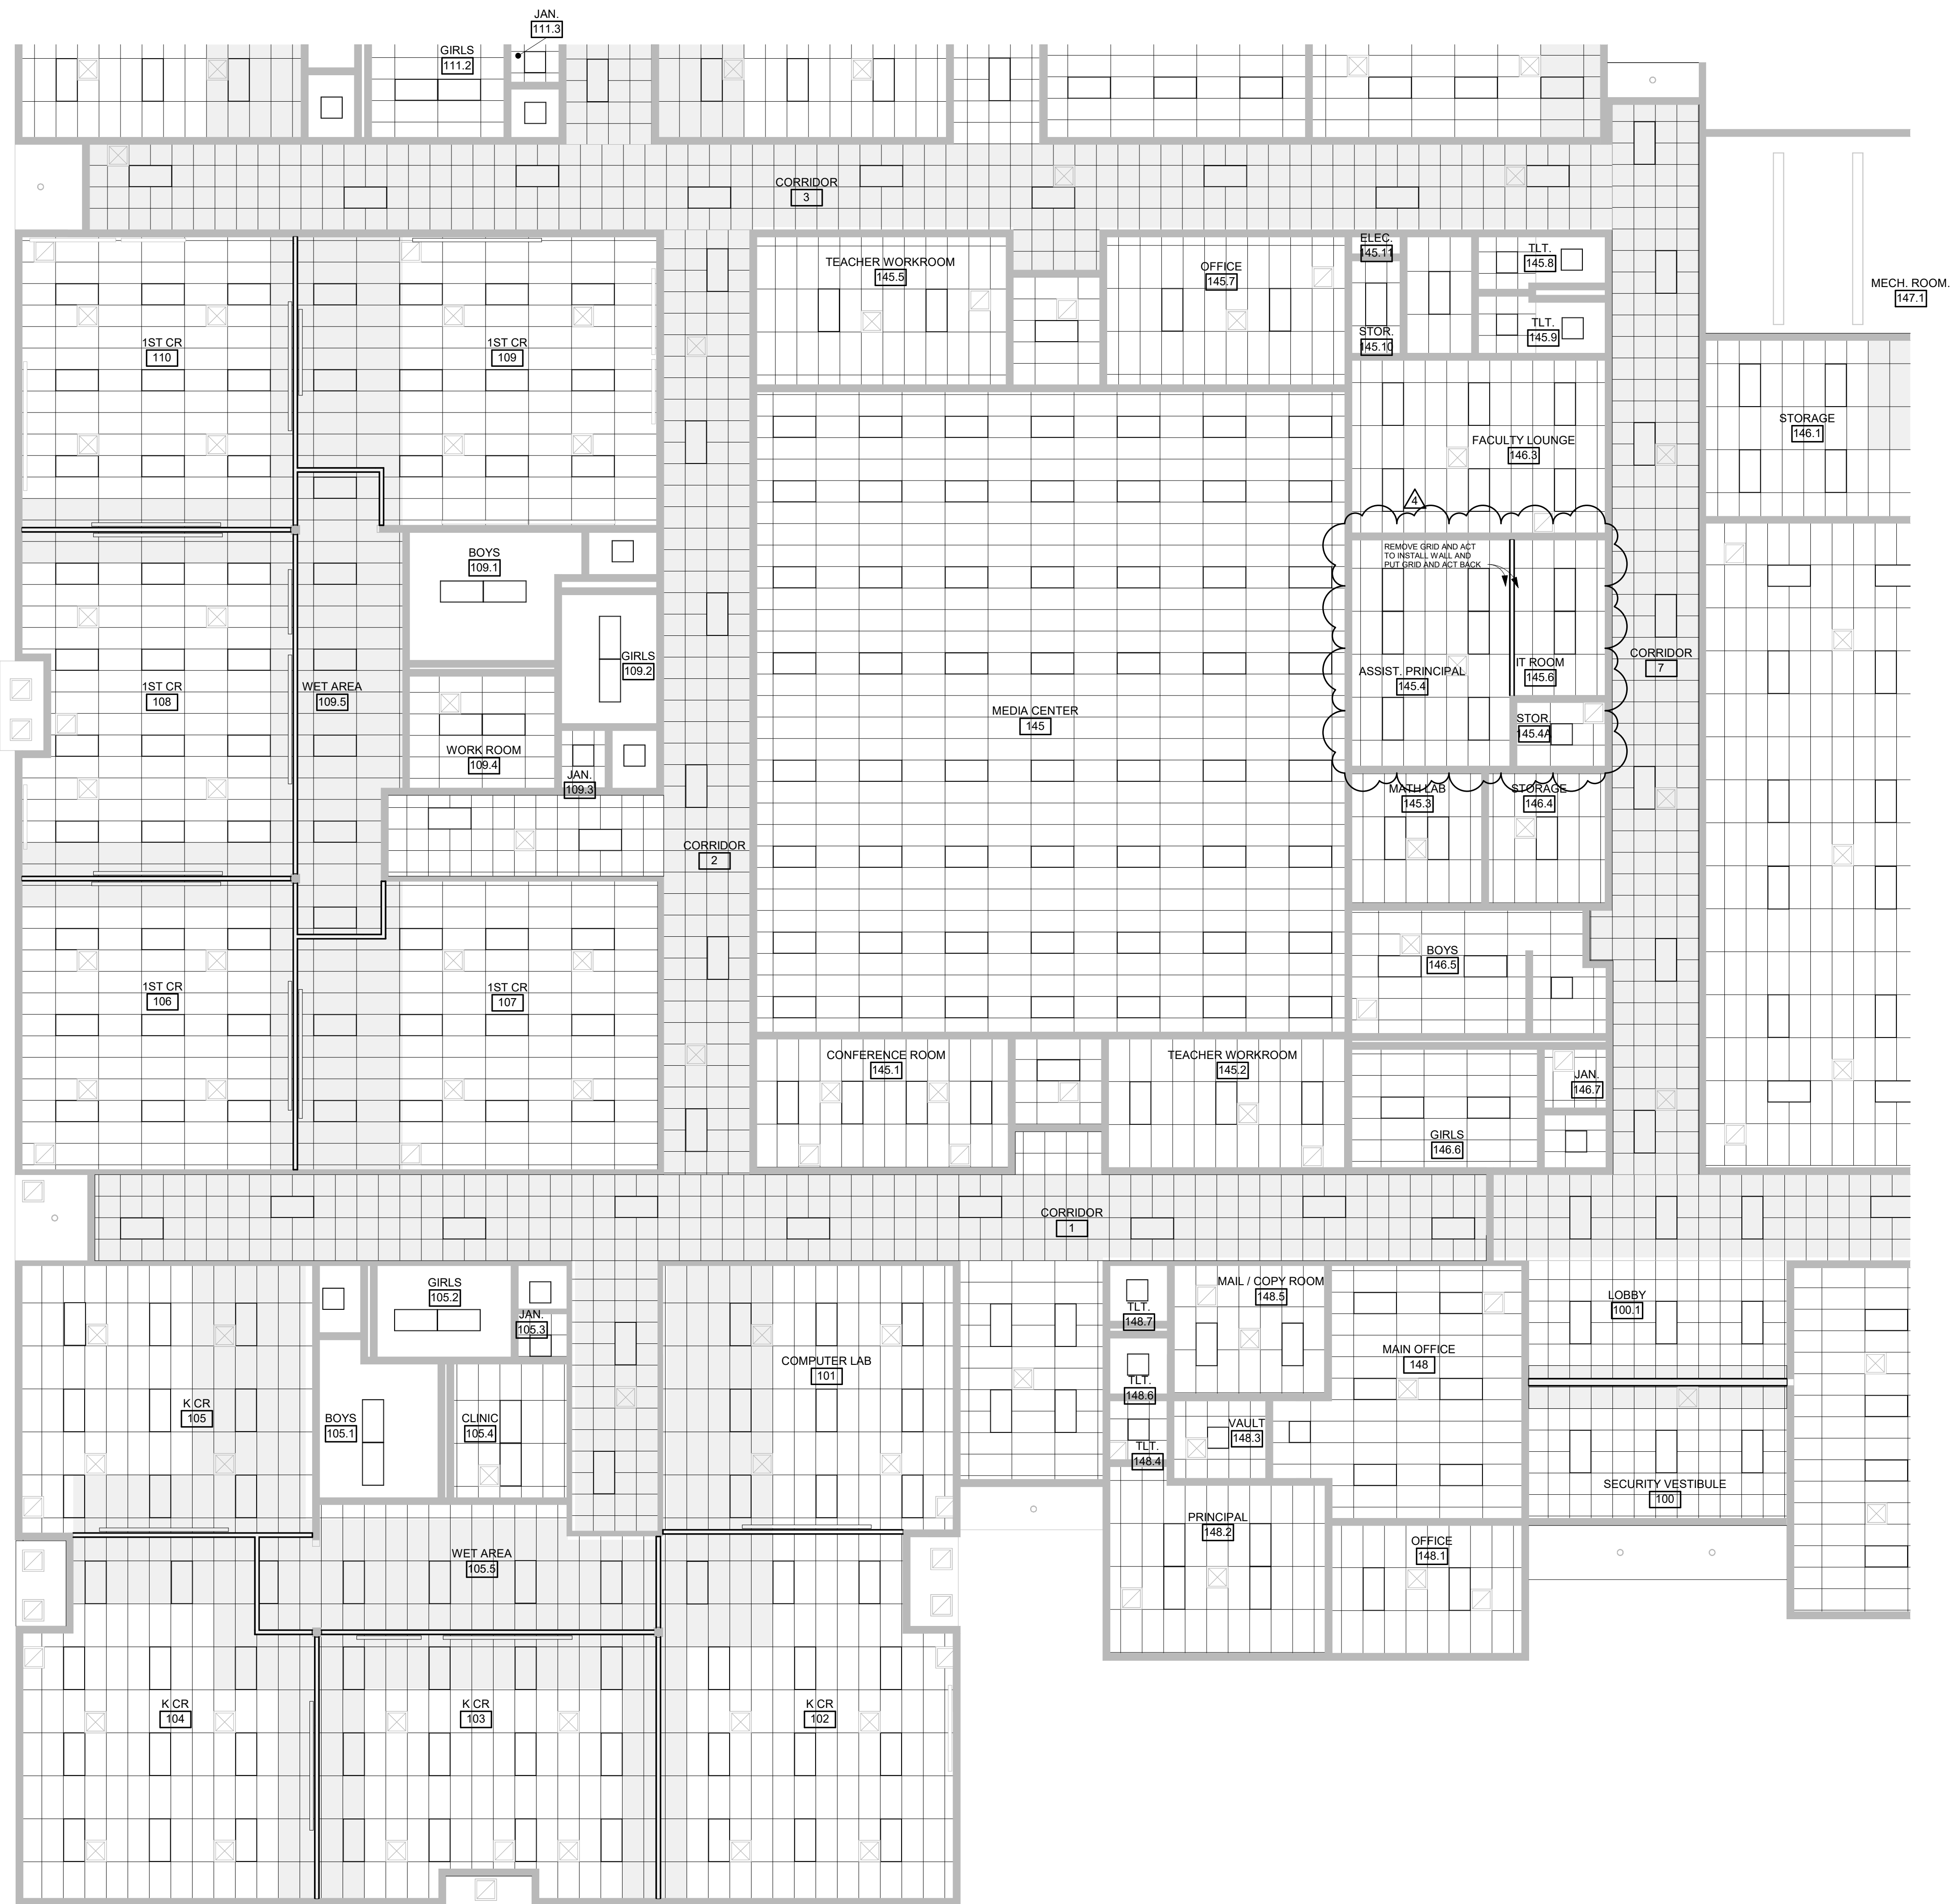 JAN.
111.3
GIRLS
111.2
CORRIDOR
3
1ST CR
110
1ST CR
109
TEACHER WORKROOM
145.5
OFFICE
145.7
ELEC.
145.11
STOR.
145.10
TLT.
145.8
TLT.
145.9
MECH. ROOM.
147.1
STORAGE
146.1
FACULTY LOUNGE
146.3
4
REMOVE GRID AND ACT
TO INSTALL WALL AND
PUT GRID AND ACT BACK
BOYS
109.1
GIRLS
109.2
1ST CR
108
WET AREA
109.5
WORK ROOM
109.4
JAN.
109.3
MEDIA CENTER
145
ASSIST. PRINCIPAL
145.4
IT ROOM
145.6
CORRIDOR
7
STOR.
145.4A
MATH LAB
145.3
STORAGE
146.4
CORRIDOR
2
BOYS
146.5
1ST CR
106
1ST CR
107
CONFERENCE ROOM
145.1
TEACHER WORKROOM
145.2
JAN.
146.7
GIRLS
146.6
CORRIDOR
1
GIRLS
105.2
JAN.
105.3
TLT.
148.7
MAIL / COPY ROOM
148.5
LOBBY
100.1
COMPUTER LAB
101
TLT.
148.6
MAIN OFFICE
148
K CR
105
BOYS
105.1
CLINIC
105.4
TLT.
148.4
VAULT
148.3
SECURITY VESTIBULE
100
PRINCIPAL
148.2
OFFICE
148.1
WET AREA
105.5
K CR
104
K CR
103
K CR
102